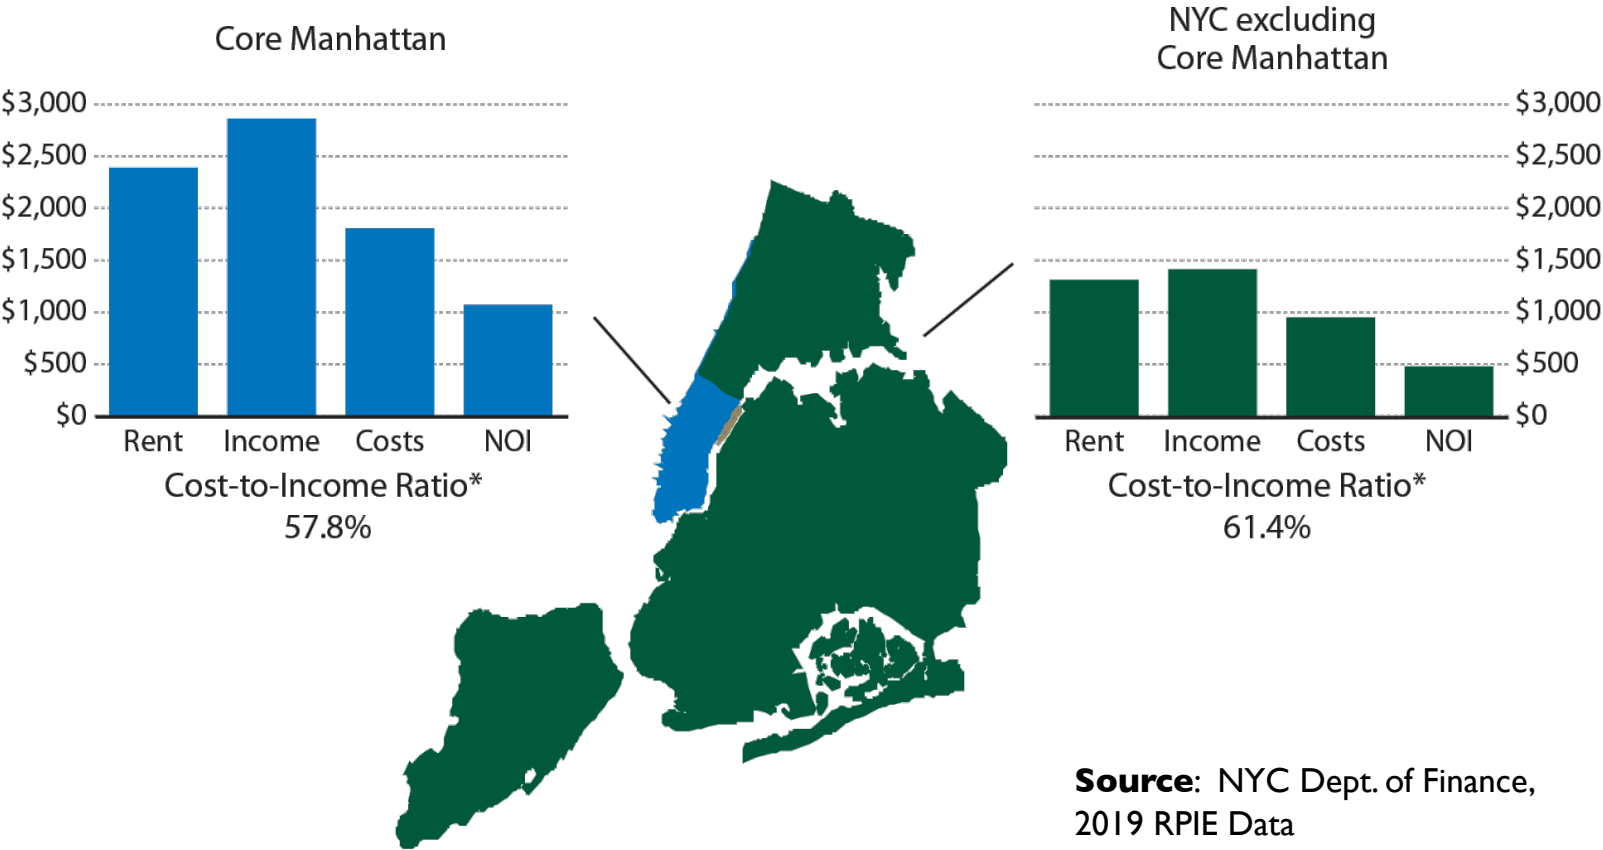 Core Manhattan
$3,000
$2,500
$2,000
$1,500
$1,000
$500
$0
Rent Income Costs NOI
Cost-to-Income Ratio*
57.8%
NYC excluding
Core Manhattan
$3,000
$2,500
$2,000
$1,500
$1,000
$500
$0
Rent Income Costs NOI
Cost-to-Income Ratio*
61.4%
Source: NYC Dept. of Finance,
2019 RPIE Data